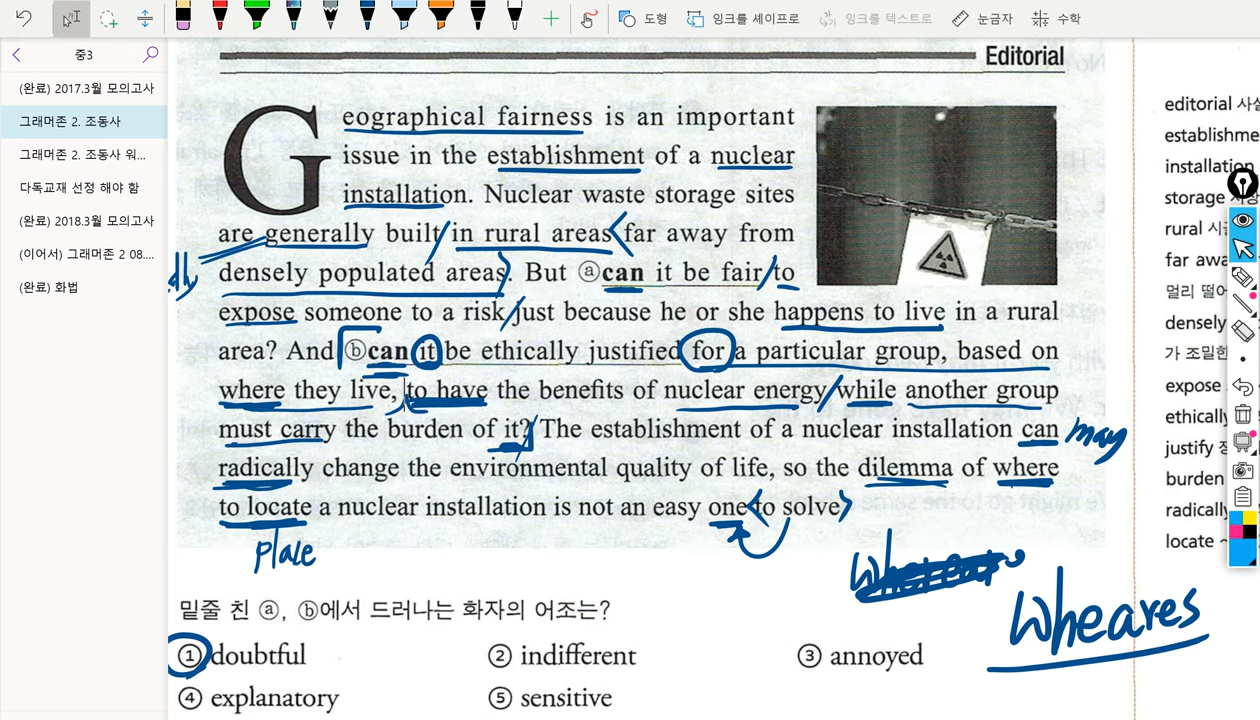 도형
잉크를 셰이프로
잉크를 텍스트로
눈금자
수학
중3
(완료) 2017.3월 모의고사
그래머존 2. 조동사
그래머존 2. 조동사 워...
다독교재 선정 해야 함
(완료) 2018.3월 모의고사
(이어서) 그래머존 2 08....
(완료) 화법
Editorial
Geographical fairness is an important
issue in the establishment of a nuclear
installation. Nuclear waste storage sites
are generally built in rural areas far away from
densely populated areas. But ⓐcan it be fair to
expose someone to a risk just because he or she happens to live in a rural
area? And ⓑcan it be ethically justified for a particular group, based on
where they live, to have the benefits of nuclear energy while another group
must carry the burden of it? The establishment of a nuclear installation can may
radically change the environmental quality of life, so the dilemma of where
to locate a nuclear installation is not an easy one to solve.
place
Wheares
밑줄 친 ⓐ, ⓑ에서 드러나는 화자의 어조는?
① doubtful ② indifferent ③ annoyed
④ explanatory ⑤ sensitive
editorial 사설
establishme
installation
storage
rural 시골
far awa
멀리 떨어
densely
가 조밀한
expose
ethically
justify 정
burden
radically
locate